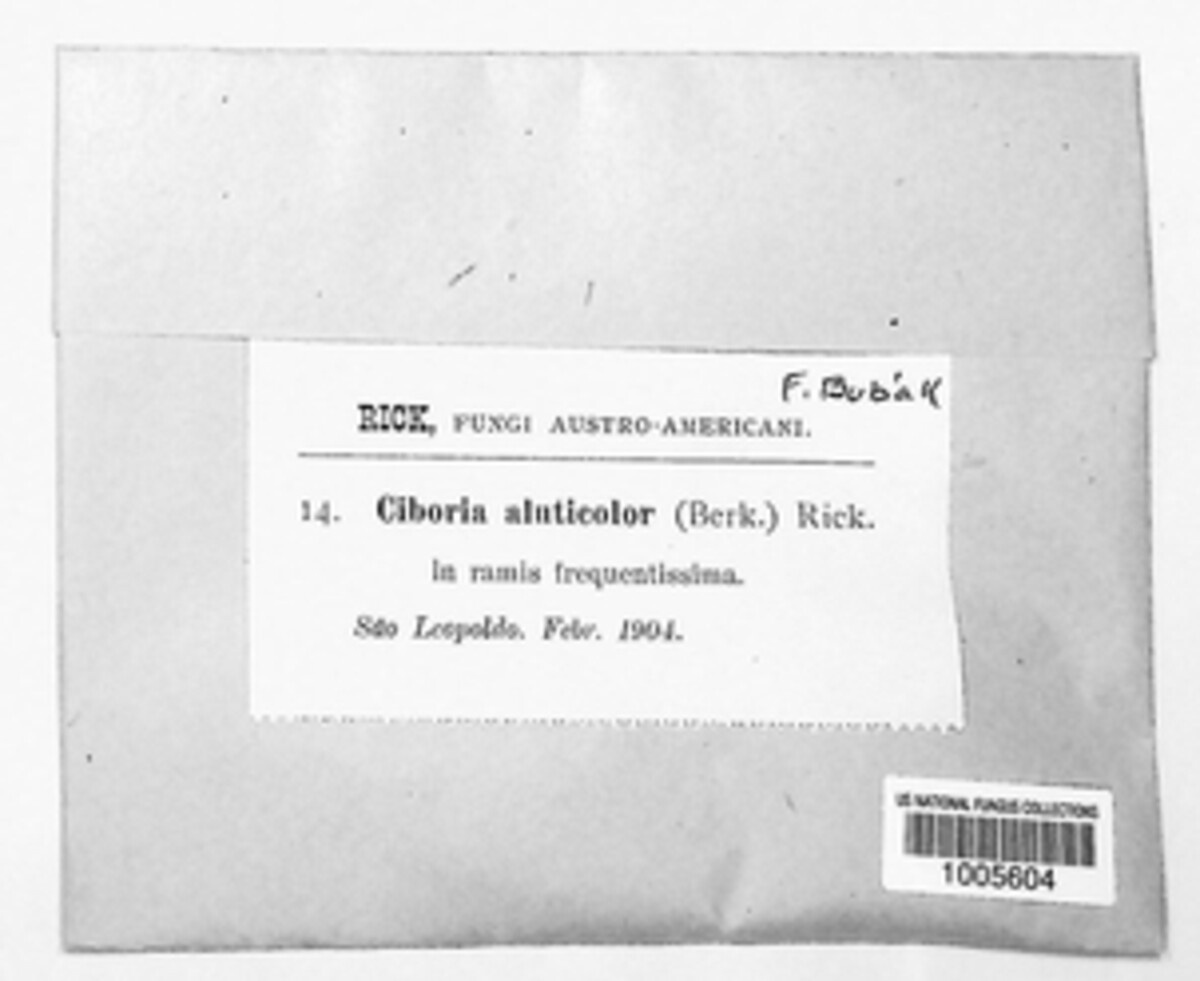 F. Bubák
RICK, FUNGI AUSTRO-AMERICANI.
14. Ciboria aluticolor (Berk.) Rick.
in ramis frequentissima.
São Leopoldo. Febr. 1904.
US NATIONAL FUNGUS COLLECTIONS
1005604